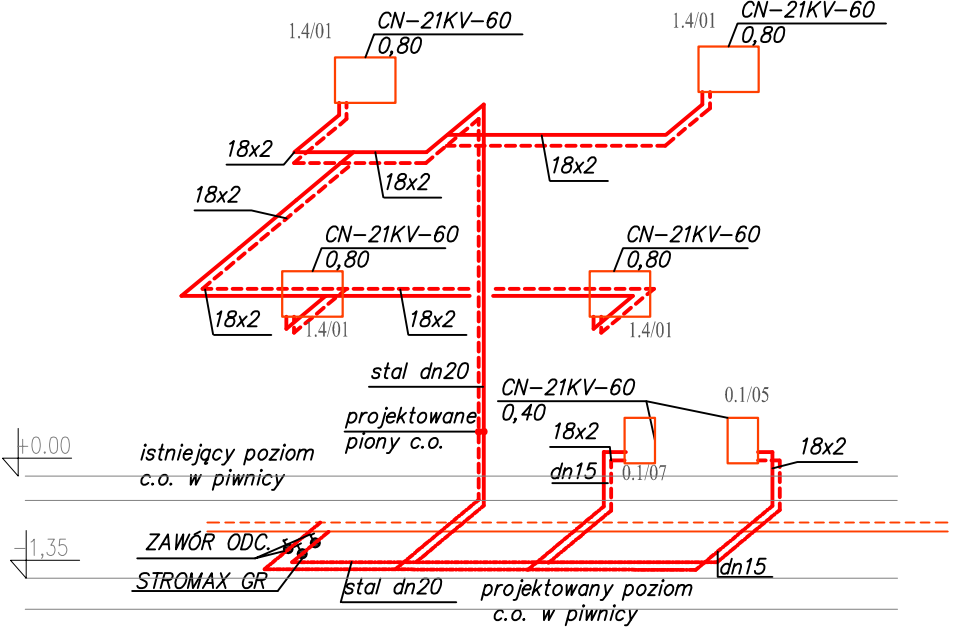 CN-21KV-60
1.4/01
0,80
CN-21KV-60
1.4/01
0,80
18x2
18x2
18x2
18x2
CN-21KV-60
0,80
CN-21KV-60
0,80
18x2
18x2
1.4/01
1.4/01
stal dn20
CN-21KV-60
0,40
0.1/05
projektowane
piony c.o.
18x2
18x2
+0.00
istniejący poziom
c.o. w piwnicy
dn15
0.1/07
ZAWÓR ODC.
-1,35
STROMAX GR
stal dn20
dn15
projektowany poziom
c.o. w piwnicy